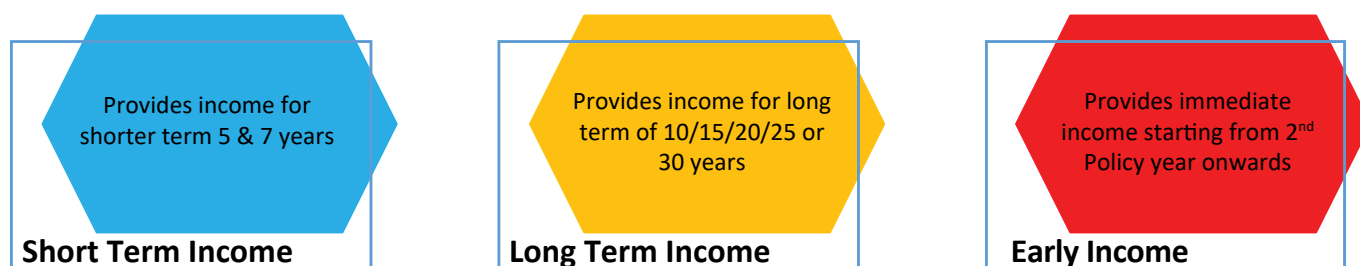 Provides income for
shorter term 5 & 7 years
Short Term Income
Provides income for long
term of 10/15/20/25 or
30 years
Long Term Income
Provides immediate
income starting from 2nd
Policy year onwards
Early Income